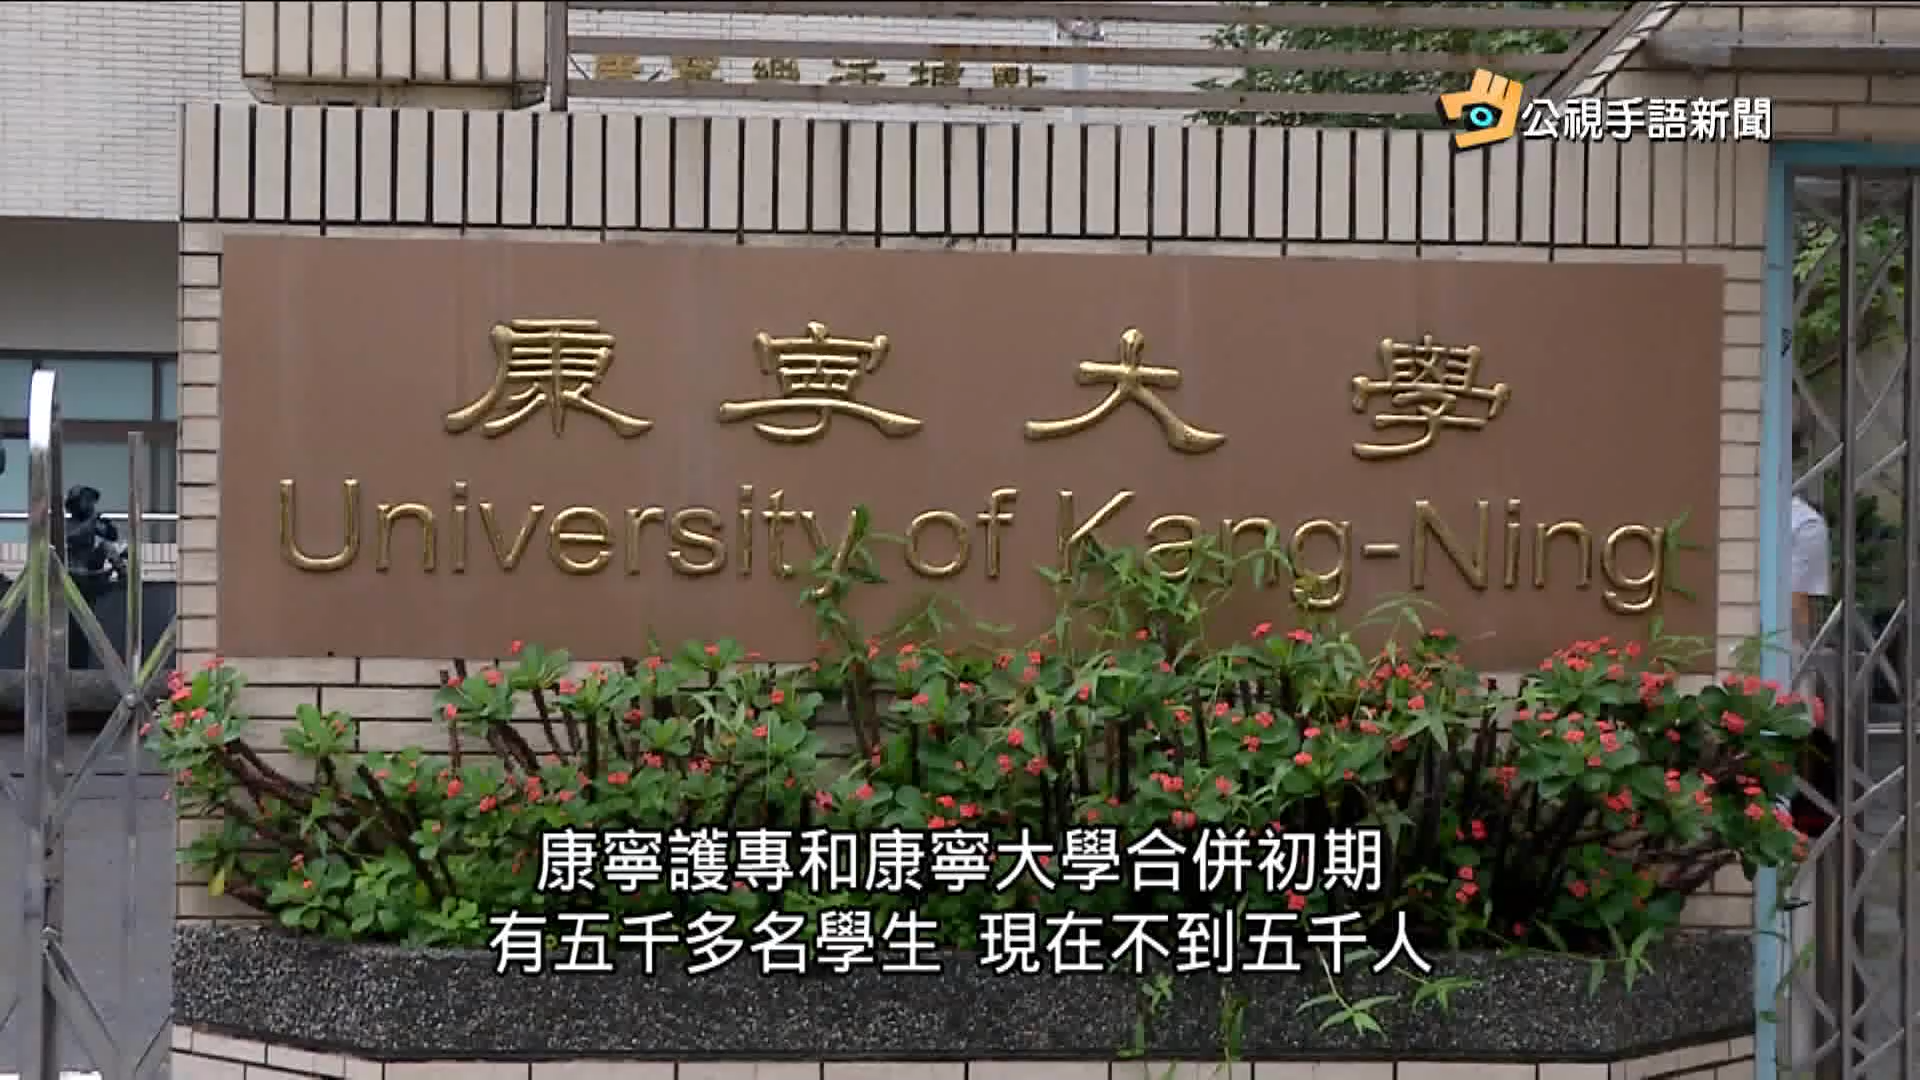 公視手語新聞
康寧大學
University of Kang-Ning
康寧護專和康寧大學合併初期
有五千多名學生 現在不到五千人